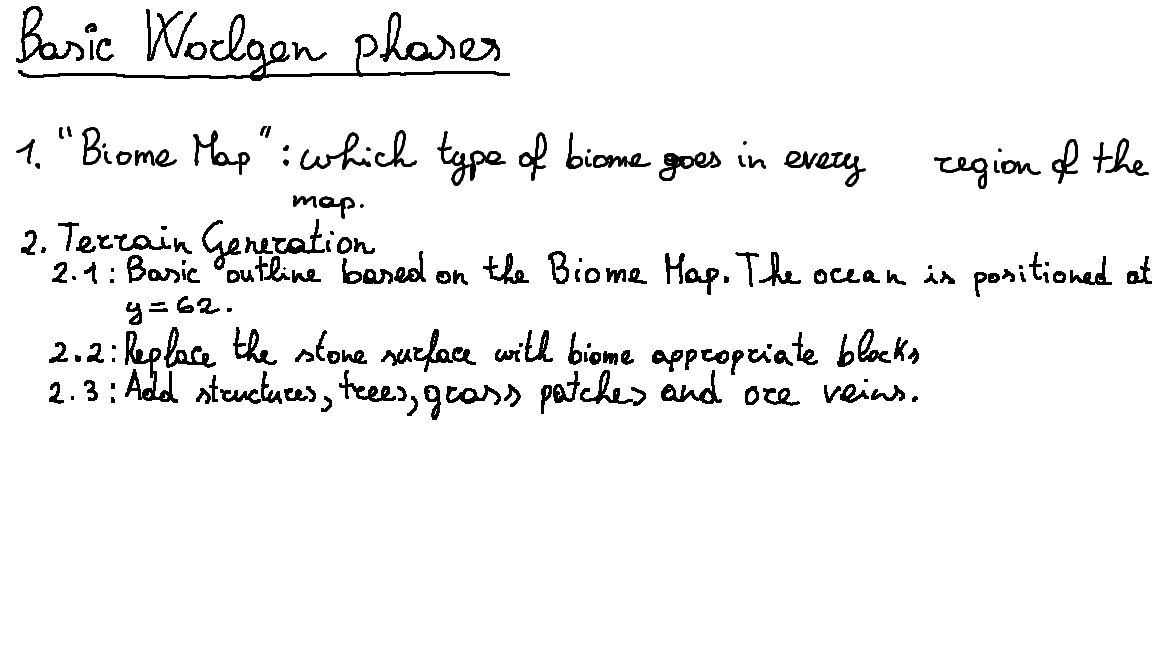 Basic Woelgen phases
1. "Biome Map": which type of biome goes in every region of the
map.
2. Terrain Generation
2.1: Basic outline based on the Biome Map. The ocean is positioned at
y=62.
2.2: Replace the stone surface with biome appropriate blocks
2.3: Add structures, trees, grass patches and ore veins.